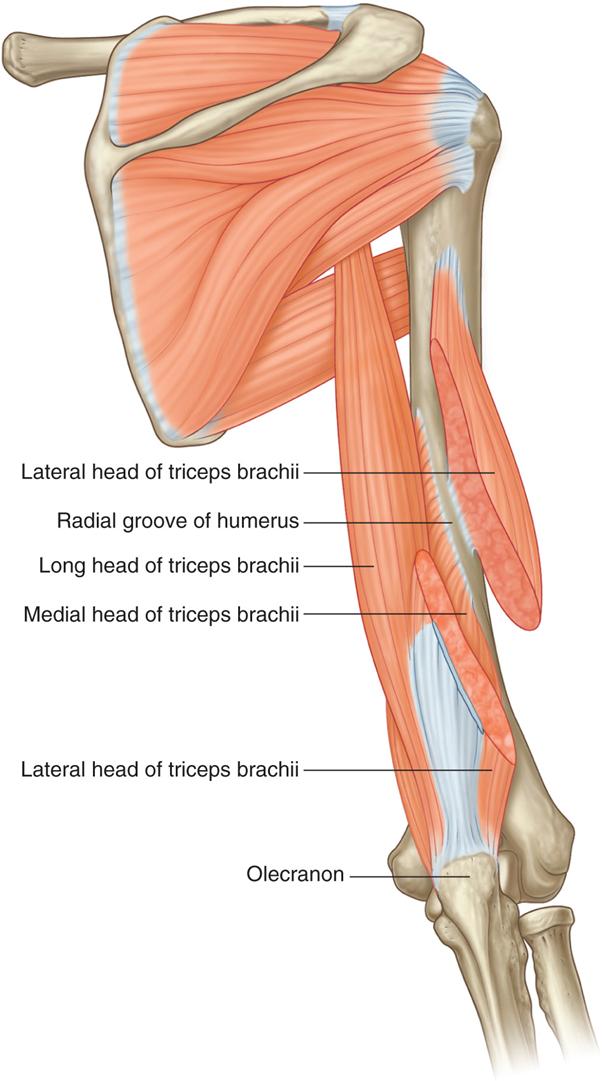 Lateral head of triceps brachii
Radial groove of humerus
Long head of triceps brachii
Medial head of triceps brachii
Lateral head of triceps brachii
Olecranon